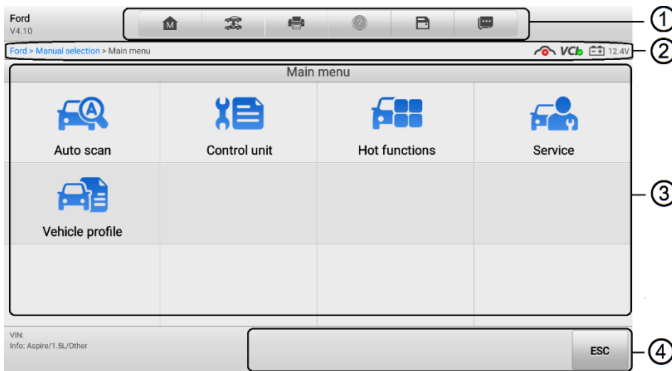 Ford
V4.10
M
①
Ford > Manual selection > Main menu
VCI
12.4V
②
Main menu
A
Auto scan
Control unit
Hot functions
Service
③
Vehicle profile
VIN:
Info: Aspire/1.5L/Other
ESC
④